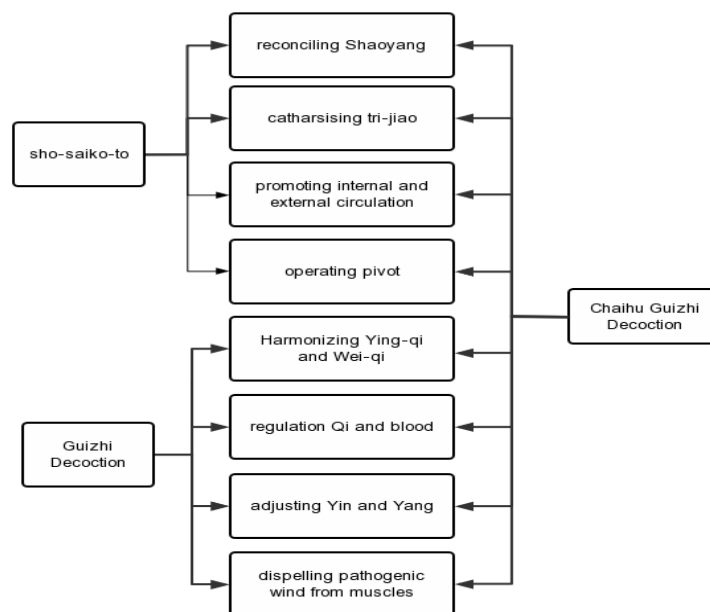 reconciling Shaoyang
catharsising tri-jiao
sho-saiko-to
promoting internal and
external circulation
operating pivot
Chaihu Guizhi
Decoction
Harmonizing Ying-qi
and Wei-qi
Guizhi
Decoction
regulation Qi and blood
adjusting Yin and Yang
dispelling pathogenic
wind from muscles